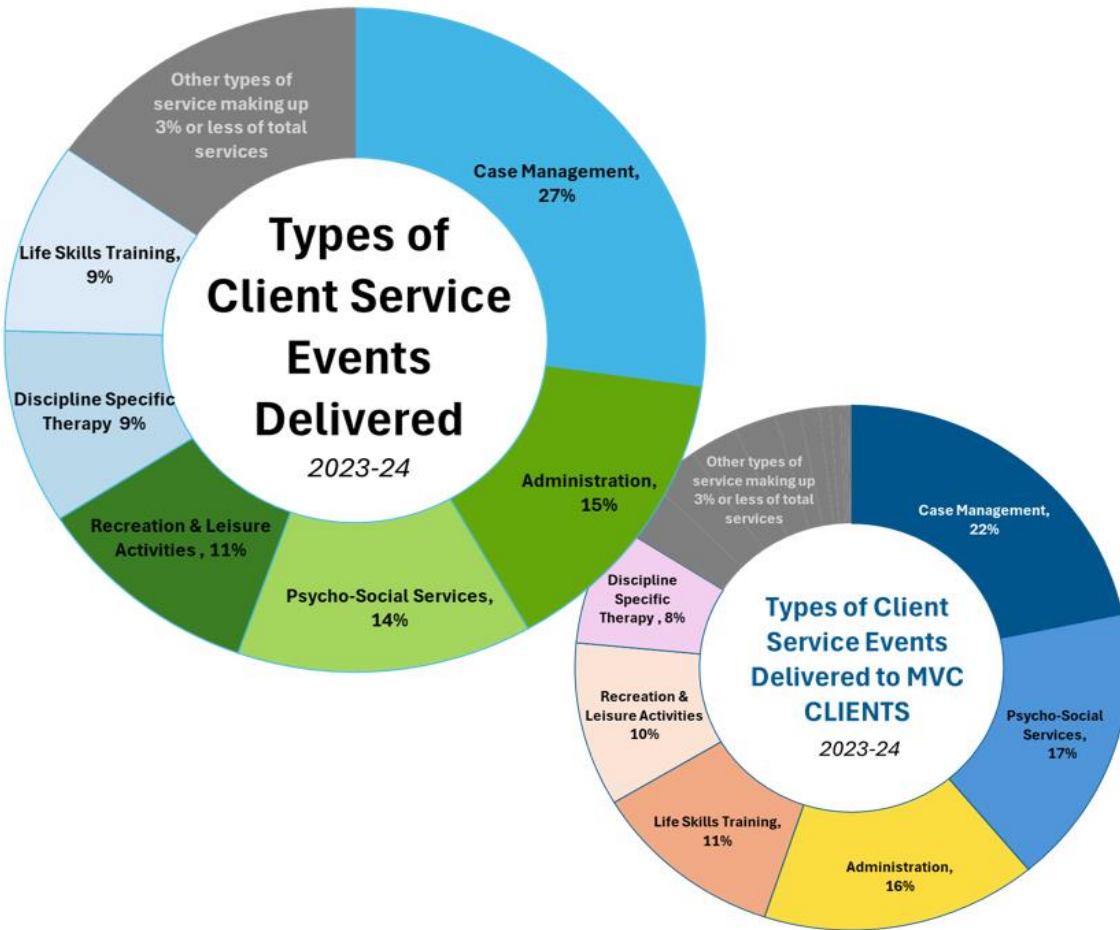 Types of
Client Service
Events
Delivered
2023-24
Case Management,
27%
Administration,
15%
Psycho-Social Services,
14%
Recreation & Leisure
Activities , 11%
Discipline Specific
Therapy 9%
Life Skills Training,
9%
Other types of
service making up
3% or less of total
services
Types of Client
Service Events
Delivered to MVC
CLIENTS
2023-24
Case Management,
22%
Psycho-Social
Services,
17%
Administration,
16%
Life Skills Training,
11%
Recreation &
Leisure Activities
10%
Discipline
Specific
Therapy , 8%
Other types of
service making up
3% or less of total
services